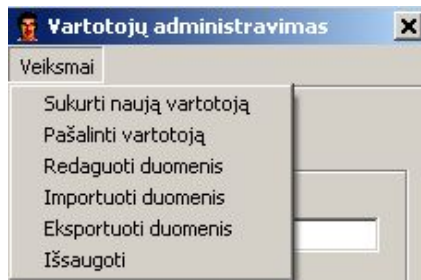 Vartotojų administravimas
Veiksmai
Sukurti naują vartotoją
Pašalinti vartotoją
Redaguoti duomenis
Importuoti duomenis
Eksportuoti duomenis
Išsaugoti